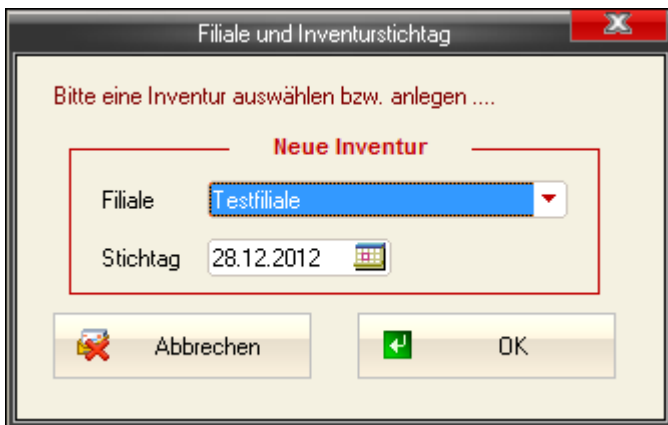 Filiale und Inventurstichtag
Bitte eine Inventur auswählen bzw. anlegen ....
Neue Inventur
Filiale Testfiliale
Stichtag 28.12.2012
Abbrechen OK